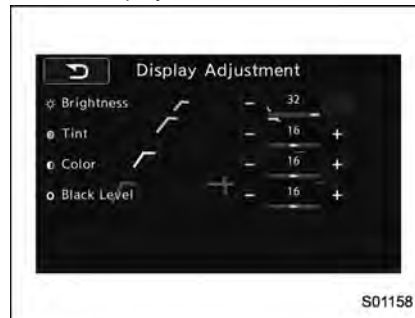 Display Adjustment
Brightness - 32
Tint - 16 +
Color - 16 +
Black Level - 16 +
S01158